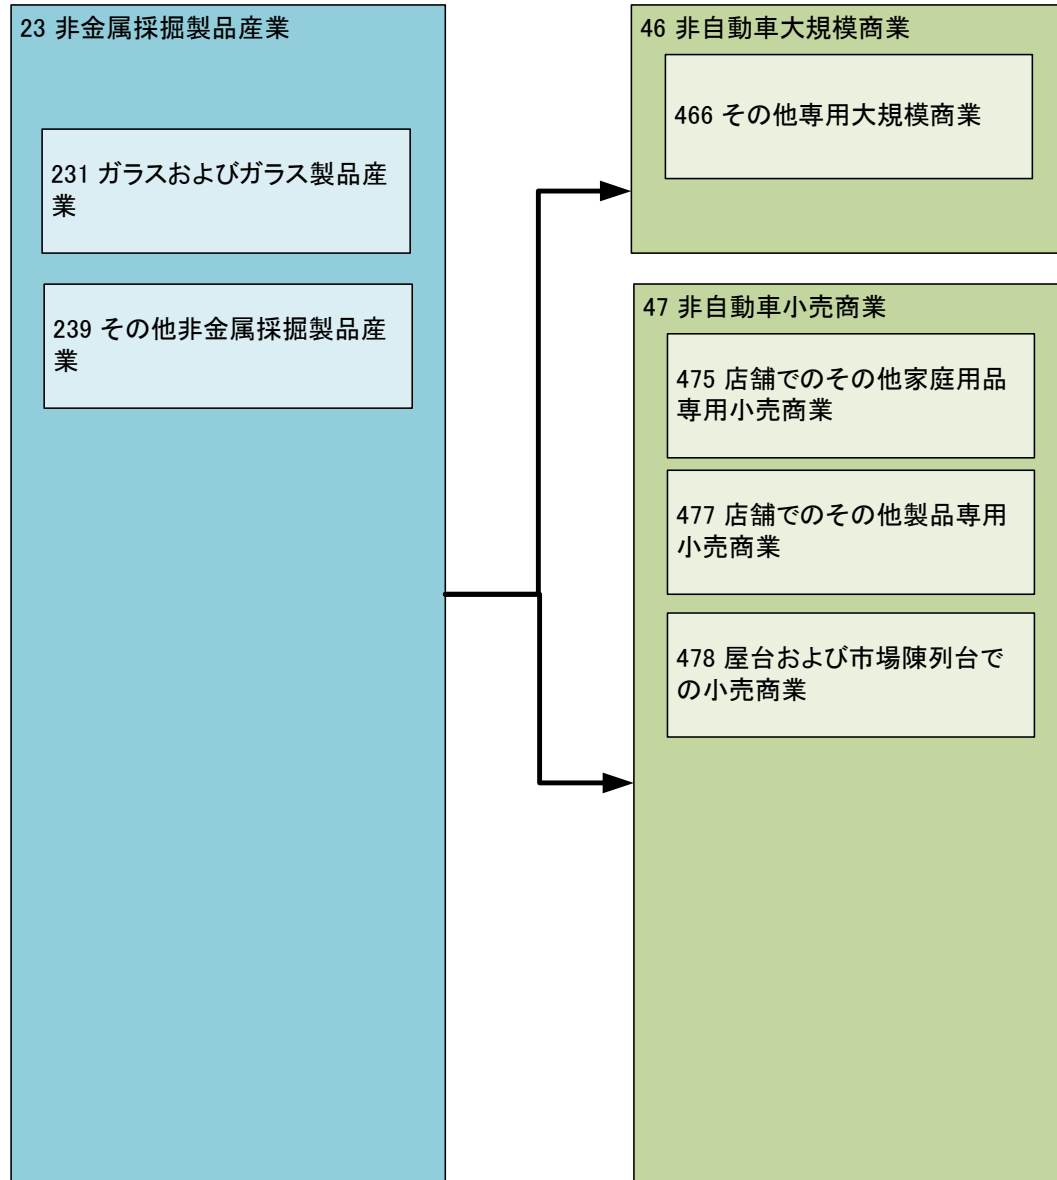 23 非金属採掘製品産業
231 ガラスおよびガラス製品産
業
239 その他非金属採掘製品産
業
46 非自動車大規模商業
466 その他専用大規模商業
47 非自動車小売商業
475 店舗でのその他家庭用品
専用小売商業
477 店舗でのその他製品専用
小売商業
478 屋台および市場陳列台で
の小売商業